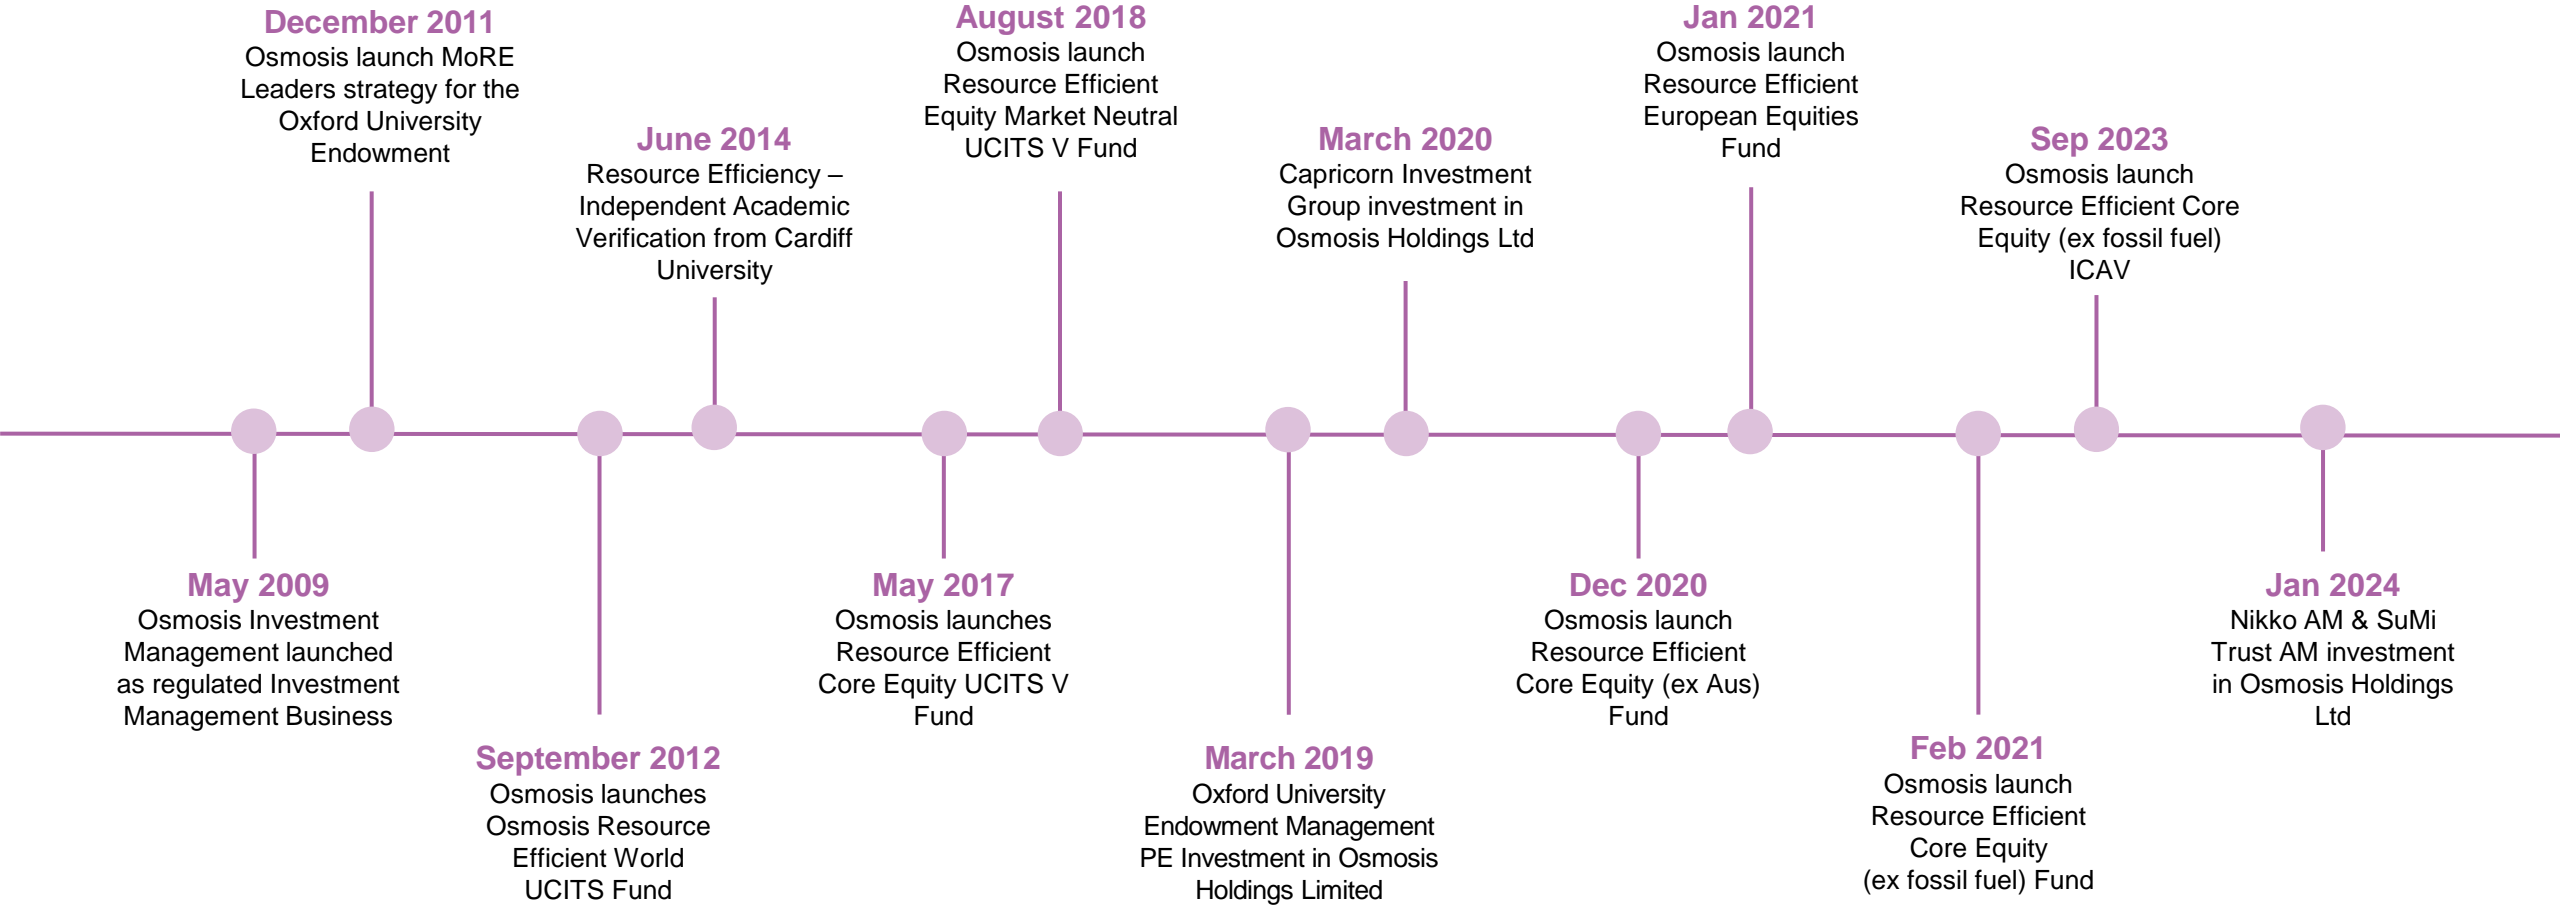 December 2011
Osmosis launch MoRE
Leaders strategy for the
Oxford University
Endowment
June 2014
Resource Efficiency –
Independent Academic
Verification from Cardiff
University
August 2018
Osmosis launch
Resource Efficient
Equity Market Neutral
UCITS V Fund
March 2020
Capricorn Investment
Group investment in
Osmosis Holdings Ltd
Jan 2021
Osmosis launch
Resource Efficient
European Equities
Fund
Sep 2023
Osmosis launch
Resource Efficient Core
Equity (ex fossil fuel)
ICAV
May 2009
Osmosis Investment
Management launched
as regulated Investment
Management Business
September 2012
Osmosis launches
Osmosis Resource
Efficient World
UCITS Fund
May 2017
Osmosis launches
Resource Efficient
Core Equity UCITS V
Fund
March 2019
Oxford University
Endowment Management
PE Investment in Osmosis
Holdings Limited
Dec 2020
Osmosis launch
Resource Efficient
Core Equity (ex Aus)
Fund
Feb 2021
Osmosis launch
Resource Efficient
Core Equity
(ex fossil fuel) Fund
Jan 2024
Nikko AM & SuMi
Trust AM investment
in Osmosis Holdings
Ltd